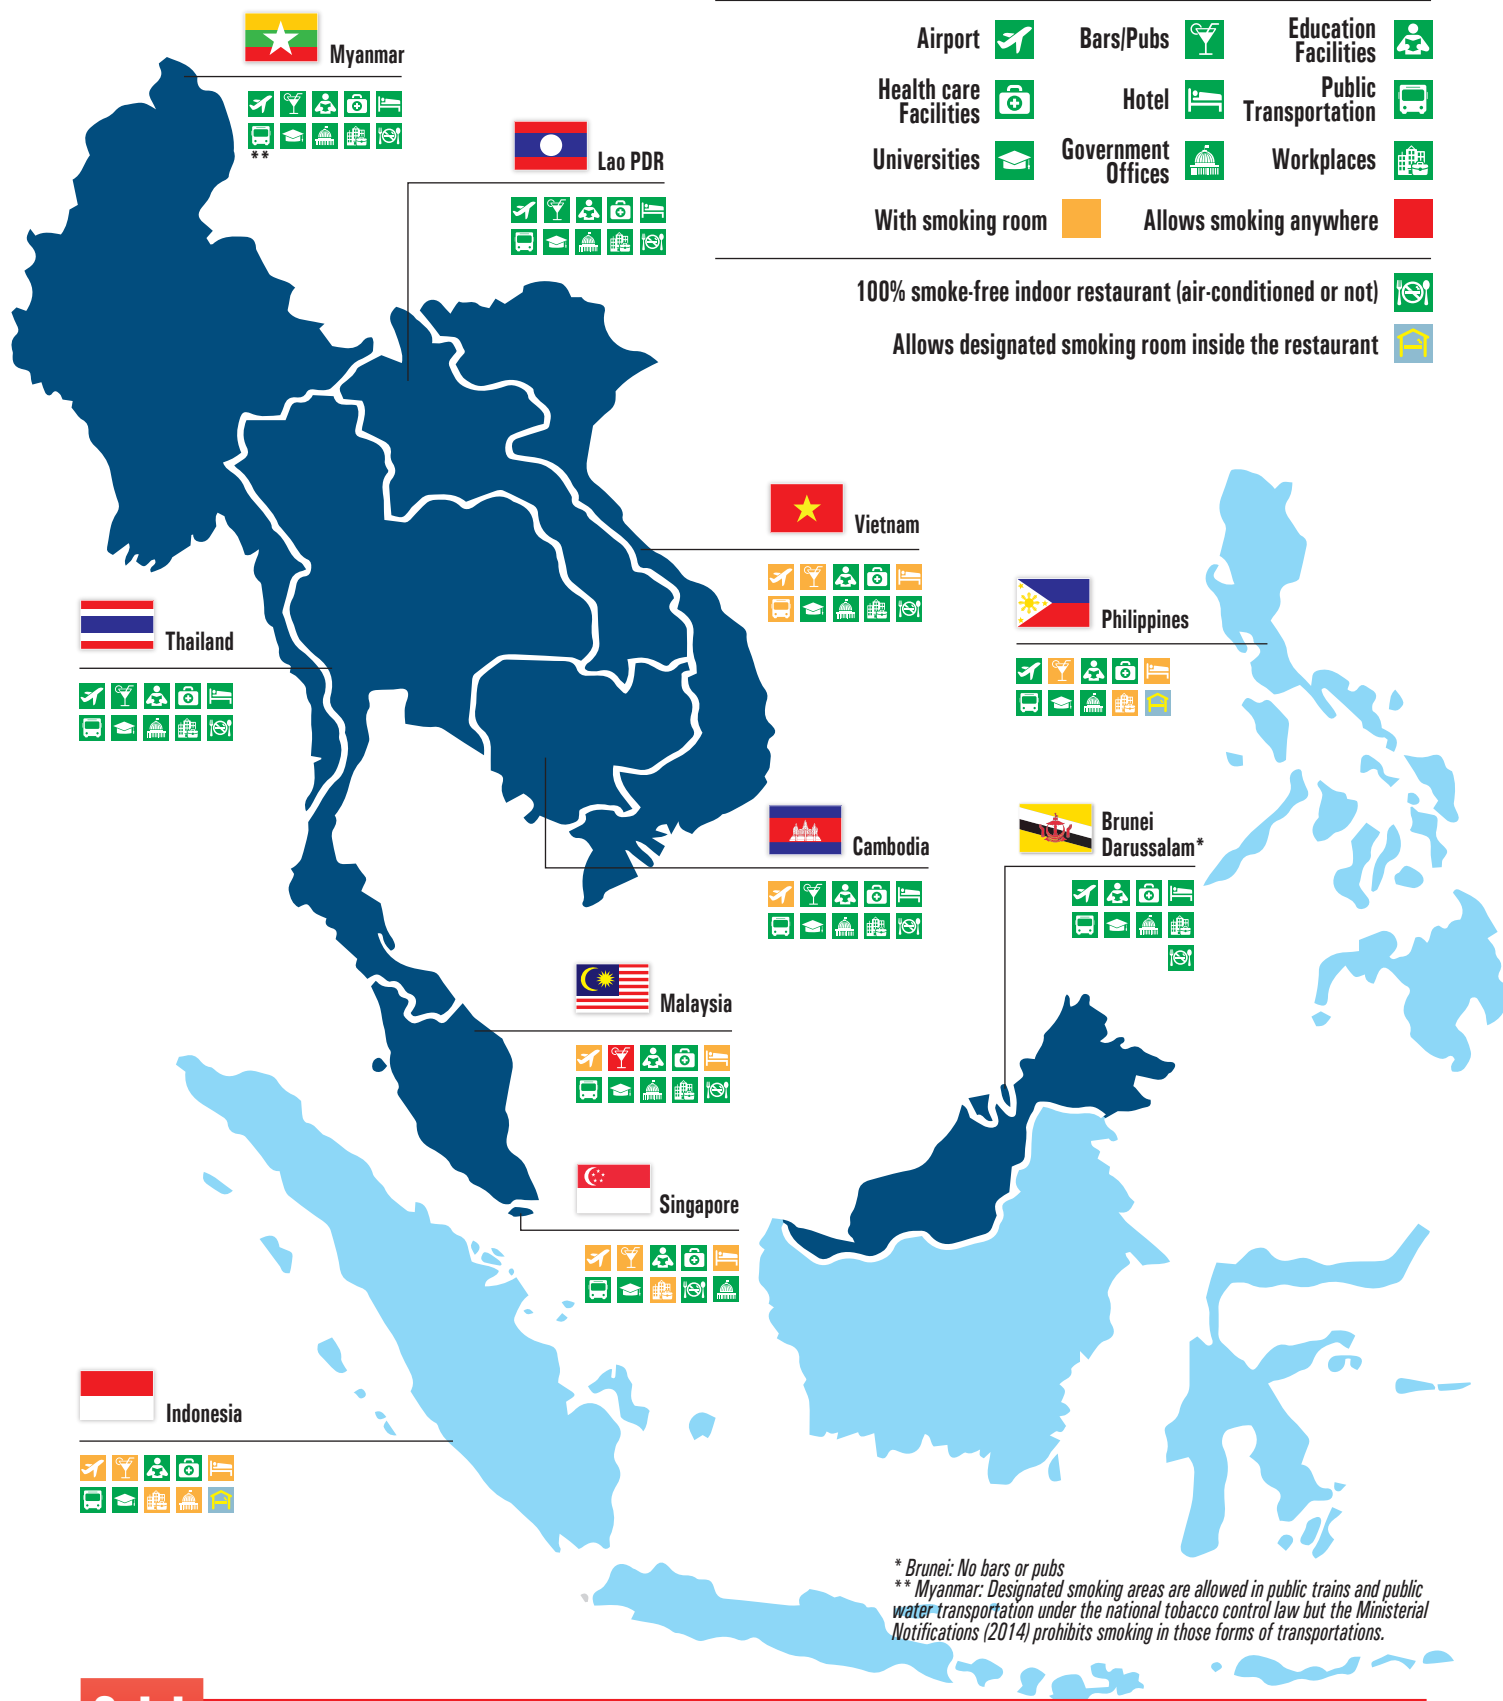 Myanmar
**
Lao PDR
Airport
Bars/Pubs
Education
Facilities
Health care
Facilities
Hotel
Public
Transportation
Universities
Government
Offices
Workplaces
With smoking room
Allows smoking anywhere
100% smoke-free indoor restaurant (air-conditioned or not)
Allows designated smoking room inside the restaurant
Vietnam
Philippines
Thailand
Cambodia
Brunei
Darussalam*
Malaysia
Singapore
Indonesia
* Brunei: No bars or pubs
** Myanmar: Designated smoking areas are allowed in public trains and public
water transportation under the national tobacco control law but the Ministerial
Notifications (2014) prohibits smoking in those forms of transportations.